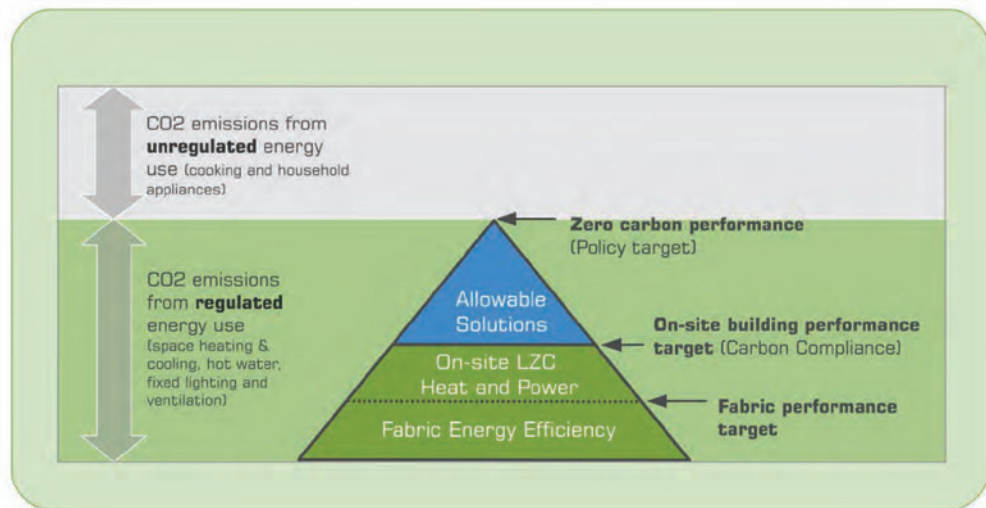 CO2 emissions from
unregulated energy
use (cooking and household
appliances)
Zero carbon performance
(Policy target)
CO2 emissions
from regulated
energy use
(space heating &
cooling, hot water,
fixed lighting and
ventilation)
Allowable
Solutions
On-site building performance
target (Carbon Compliance)
On-site LZC
Heat and Power
Fabric performance
target
Fabric Energy Efficiency